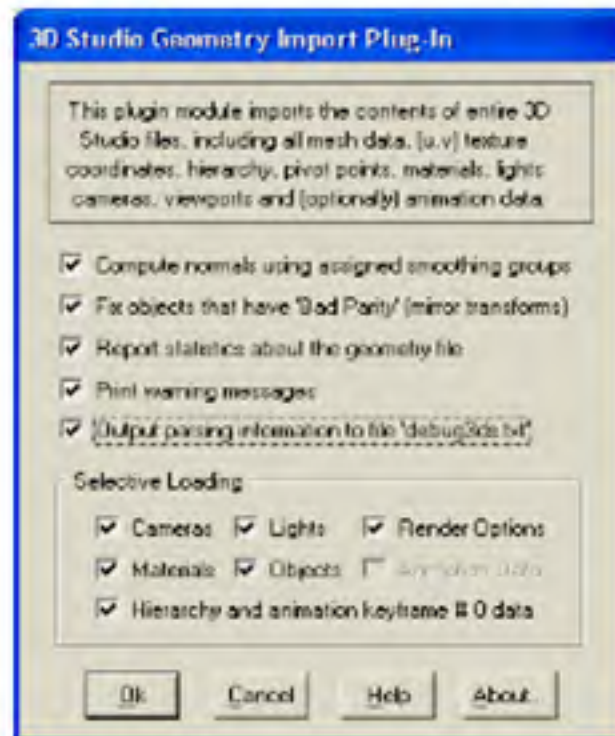 3D Studio Geometry Import Plug-In
This plugin module imports the contents of entire 3D
Studio files, including all mesh data, (u,v) texture
coordinates, hierarchy, pivot points, materials, lights
cameras, viewports and (optionally) animation data
Compute normals using assigned smoothing groups
Fix objects that have 'Bad Parity' (mirror transforms)
Report statistics about the geometry file
Print warning messages
Output parsing information to file 'debug3ds.txt'
Selective Loading
Cameras Lights Render Options
Materials Objects Animation Data
Hierarchy and animation keyframe # 0 data
Ok Cancel Help About..